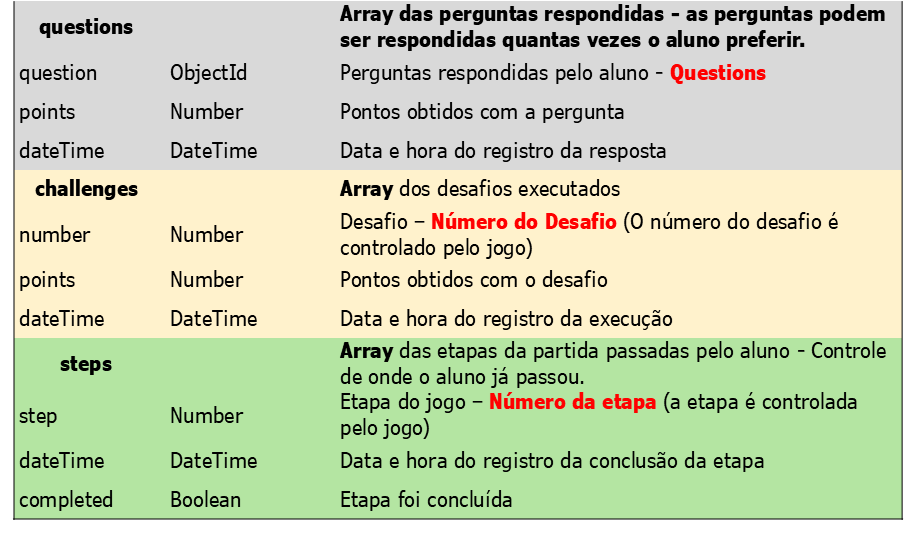 questions Array das perguntas respondidas - as perguntas podem
ser respondidas quantas vezes o aluno preferir.
question ObjectId Perguntas respondidas pelo aluno - Questions
points Number Pontos obtidos com a pergunta
dateTime DateTime Data e hora do registro da resposta
challenges Array dos desafios executados
number Number Desafio – Número do Desafio (O número do desafio é
controlado pelo jogo)
points Number Pontos obtidos com o desafio
dateTime DateTime Data e hora do registro da execução
steps Array das etapas da partida passadas pelo aluno - Controle
de onde o aluno já passou.
step Number Etapa do jogo – Número da etapa (a etapa é controlada
pelo jogo)
dateTime DateTime Data e hora do registro da conclusão da etapa
completed Boolean Etapa foi concluída